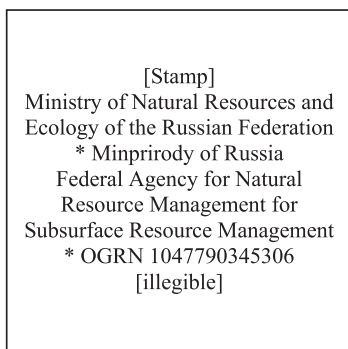 [Stamp]
Ministry of Natural Resources and
Ecology of the Russian Federation
* Minprirody of Russia
Federal Agency for Natural
Resource Management for
Subsurface Resource Management
* OGRN 1047790345306
[illegible]